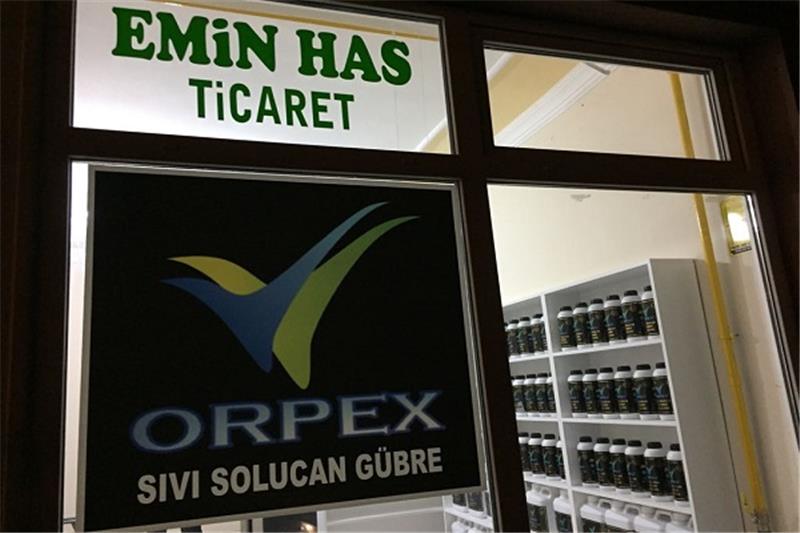 EMiN HAS
TiCARET
ORPEX
SIVI SOLUCAN GÜBRE